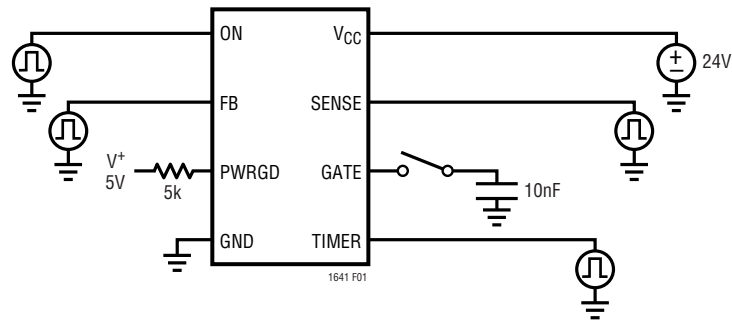 ON
VCC
24V
FB
SENSE
V+
5V
5k
PWRGD
GATE
10nF
GND
TIMER
1641 F01